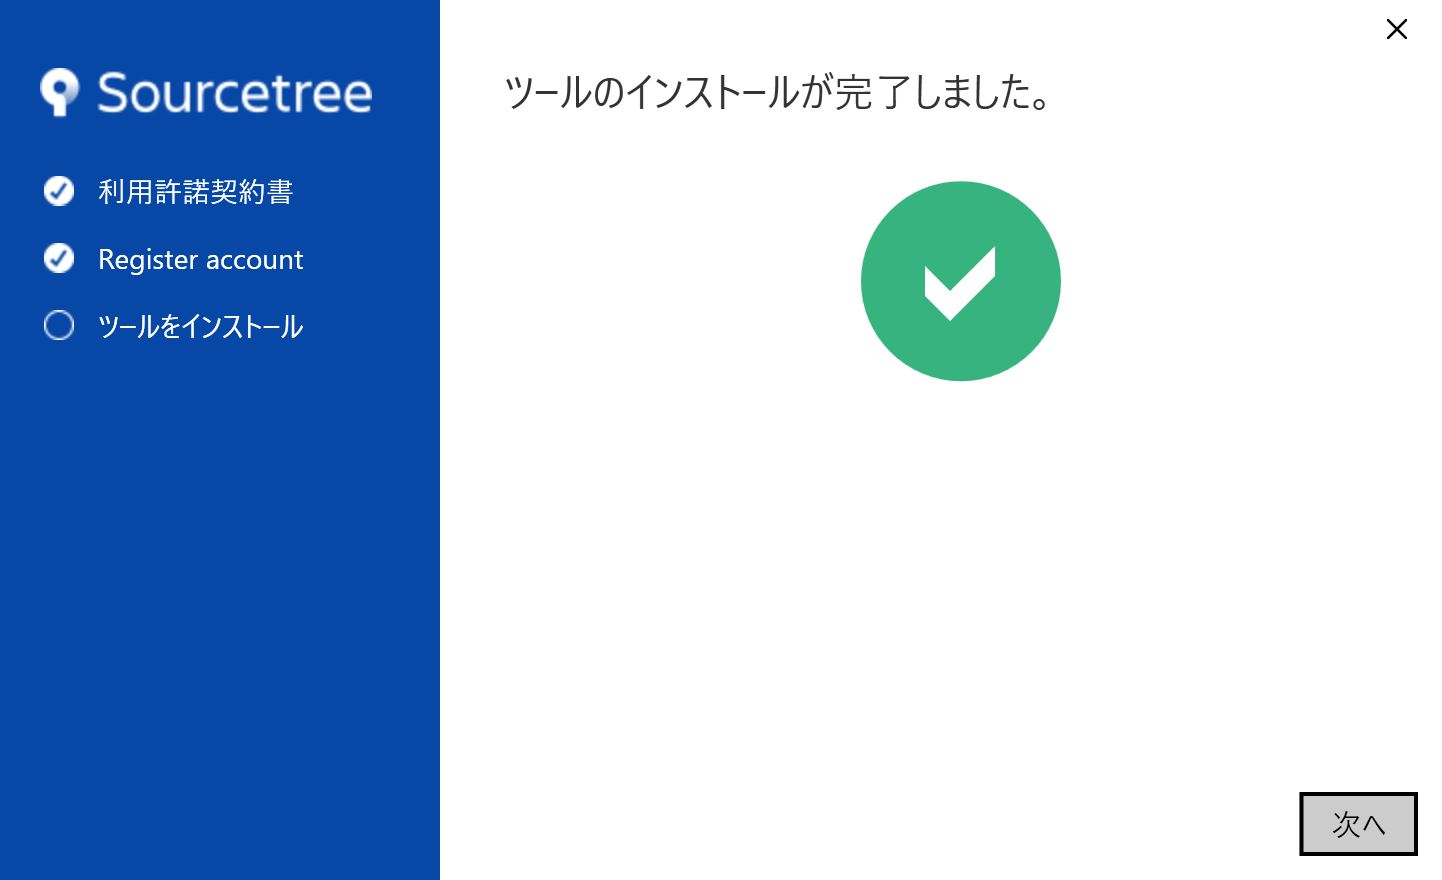 Sourcetree
利用許諾契約書
Register account
ツールをインストール
ツールのインストールが完了しました。
次へ